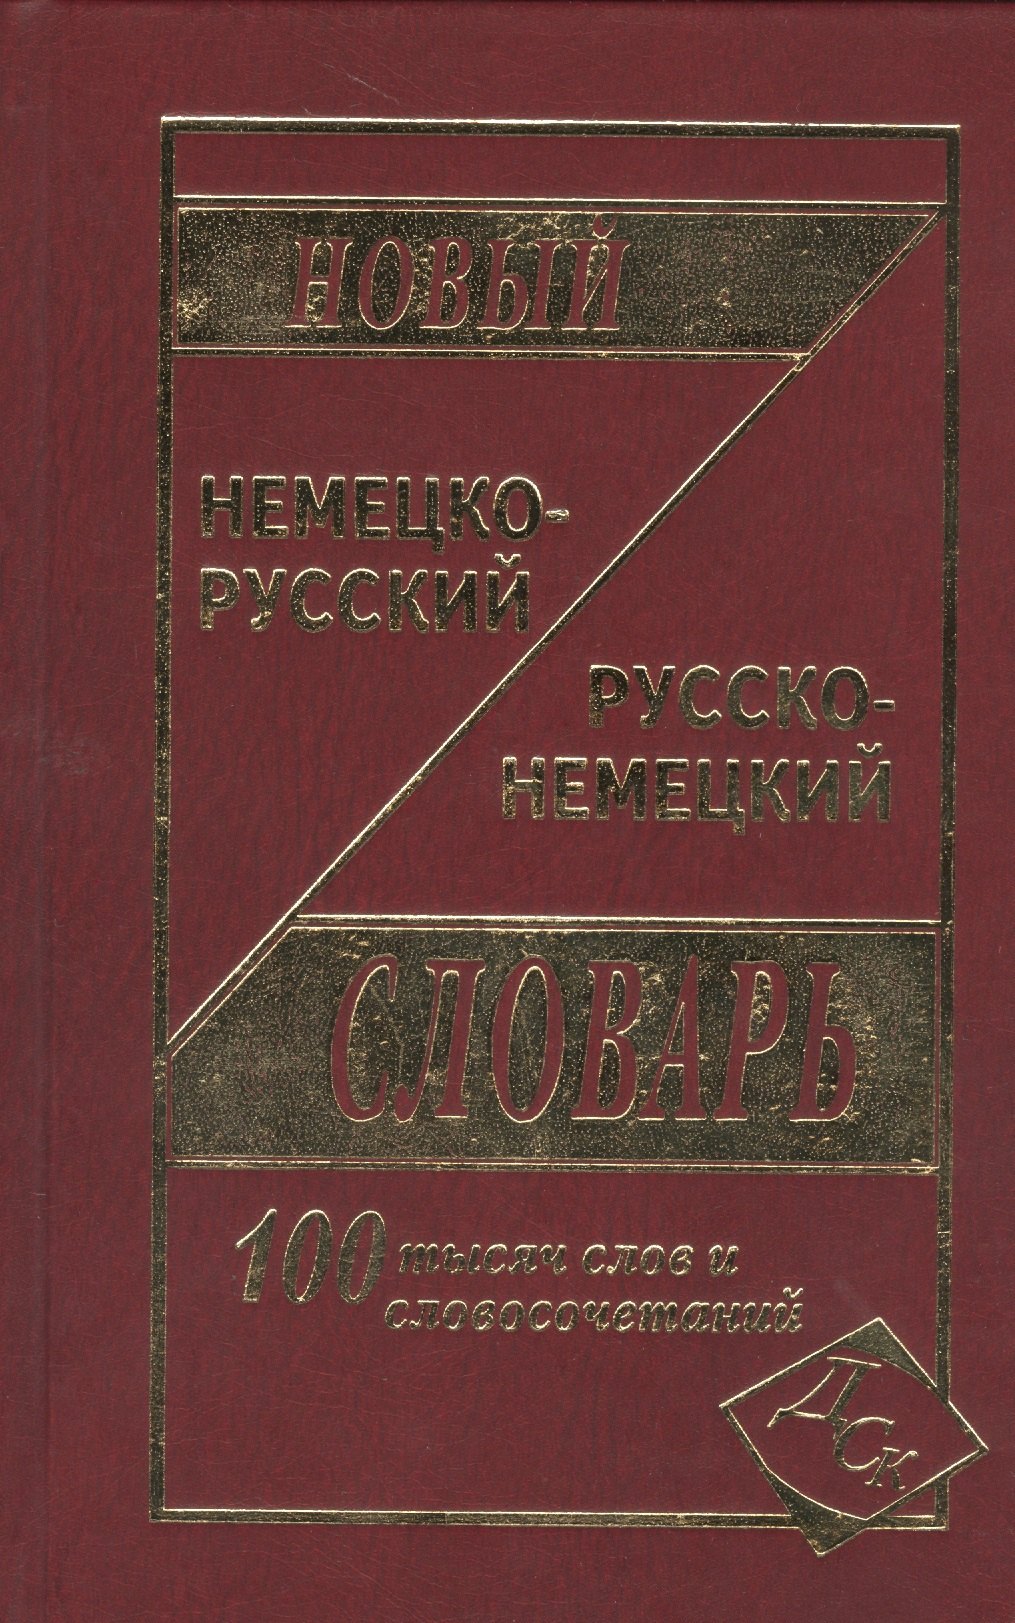 НОВЫЙ
НЕМЕЦКО-
РУССКИЙ
РУССКО-
НЕМЕЦКИЙ
СЛОВАРЬ
100 тысяч слов и
словосочетаний
ДСК